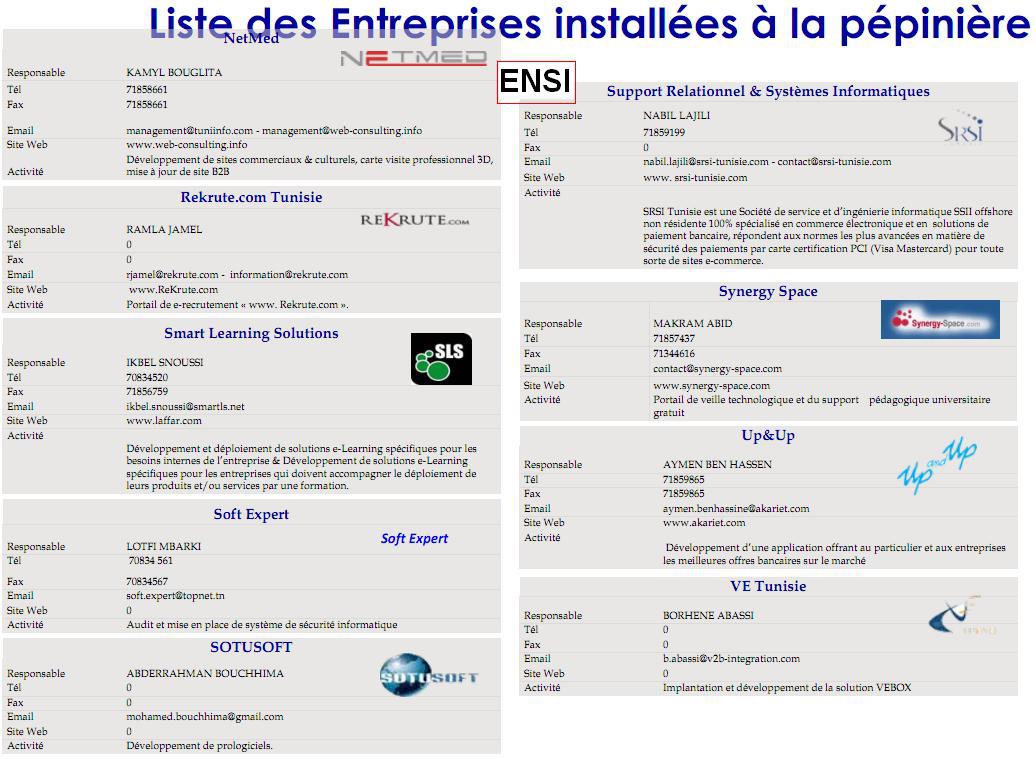 Liste des Entreprises installées à la pépinière
ENSI
NetMed
NETMED
Responsable KAMYL BOUGLITA
Tél 71858661
Fax 71858661
Email management@tuniinfo.com - management@web-consulting.info
Site Web www.web-consulting.info
Développement de sites commerciaux & culturels, carte visite professionnel 3D,
Activité mise à jour de site B2B
Rekrute.com Tunisie
REKRUTE.COM
Responsable RAMLA JAMEL
Tél 0
Fax 0
Email rjamel@rekrute.com - information@rekrute.com
Site Web www.ReKrute.com
Activité Portail de e-recrutement « www. Rekrute.com ».
Smart Learning Solutions
SLS
Responsable IKBEL SNOUSSI
Tél 70834520
Fax 71856759
Email ikbel.snoussi@smartls.net
Site Web www.laffar.com
Activité
Développement et déploiement de solutions e-Learning spécifiques pour les
besoins internes de l'entreprise & Développement de solutions e-Learning
spécifiques pour les entreprises qui doivent accompagner le déploiement de
leurs produits et/ou services par une formation.
Soft Expert
Soft Expert
Responsable LOTFI MBARKI
Tél 70834 561
Fax 70834567
Email soft.expert@topnet.tn
Site Web 0
Activité Audit et mise en place de système de sécurité informatique
SOTUSOFT
SOTUSOFT
Responsable ABDERRAHMAN BOUCHHIMA
Tél 0
Fax 0
Email mohamed.bouchhima@gmail.com
Site Web 0
Activité Développement de prologiciels.
Support Relationnel & Systèmes Informatiques
SRSI
Responsable NABIL LAJILI
Tél 71859199
Fax 0
Email nabil.lajili@srsi-tunisie.com - contact@srsi-tunisie.com
Site Web www. srsi-tunisie.com
Activité
SRSI Tunisie est une Société de service et d'ingénierie informatique SSII offshore
non résidente 100% spécialisé en commerce électronique et en solutions de
paiement bancaire, répondent aux normes les plus avancées en matière de
sécurité des paiements par carte certification PCI (Visa Mastercard) pour toute
sorte de sites e-commerce.
Synergy Space
Synergy-Space.com
Responsable MAKRAM ABID
Tél 71857437
Fax 71344616
Email contact@synergy-space.com
Site Web www.synergy-space.com
Activité Portail de veille technologique et du support pédagogique universitaire
gratuit
Up&Up
Up and Up
Responsable AYMEN BEN HASSEN
Tél 71859865
Fax 71859865
Email aymen.benhassine@akariet.com
Site Web www.akariet.com
Activité
Développement d'une application offrant au particulier et aux entreprises
les meilleures offres bancaires sur le marché
VE Tunisie
Responsable BORHENE ABASSI
Tél 0
Fax 0
Email b.abassi@v2b-integration.com
Site Web 0
Activité Implantation et développement de la solution VEBOX